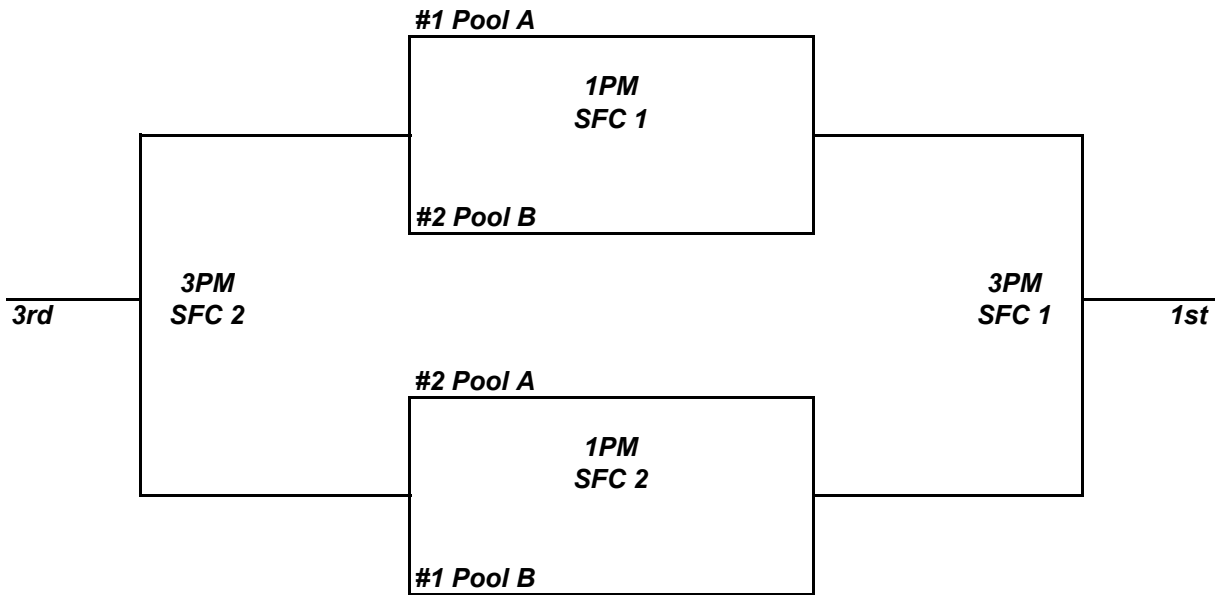 #1 Pool A
1PM
SFC 1
#2 Pool B
3PM
SFC 2
3rd
3PM
SFC 1
1st
#2 Pool A
1PM
SFC 2
#1 Pool B